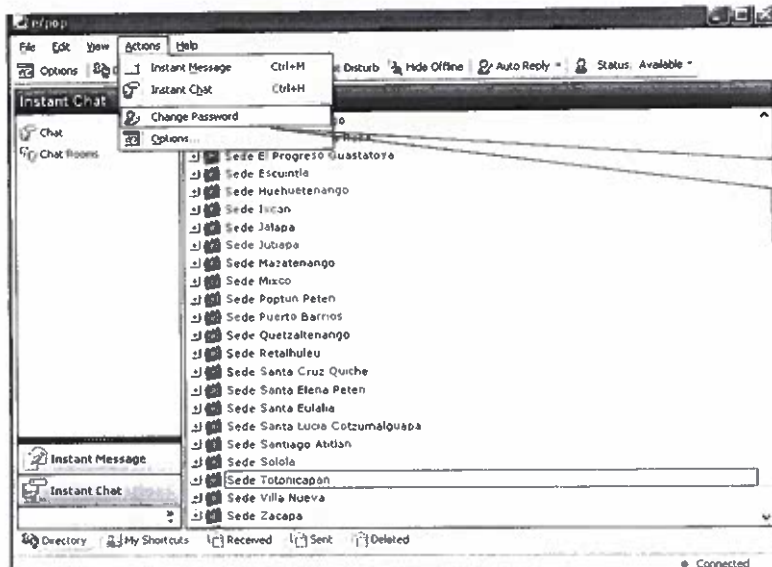 e/pop
File Edit View Actions Help
Options Disturb Hide Offline Auto Reply Status: Available
Instant Message Ctrl+M
Instant Chat Ctrl+H
Change Password
Options...
Instant Chat
Chat
Chat Rooms
Sede El Progreso Guastatoya
Sede Escuintla
Sede Huehuetenango
Sede Ixcan
Sede Jalapa
Sede Jutiapa
Sede Mazatenango
Sede Mixco
Sede Poptun Peten
Sede Puerto Barrios
Sede Quetzaltenango
Sede Retalhuleu
Sede Santa Cruz Quiche
Sede Santa Elena Peten
Sede Santa Eulalia
Sede Santa Lucia Cotzumalguapa
Sede Santiago Atitlan
Sede Solola
Sede Totonicapan
Sede Villa Nueva
Sede Zacapa
Instant Message
Instant Chat
Directory My Shortcuts Received Sent Deleted
Connected